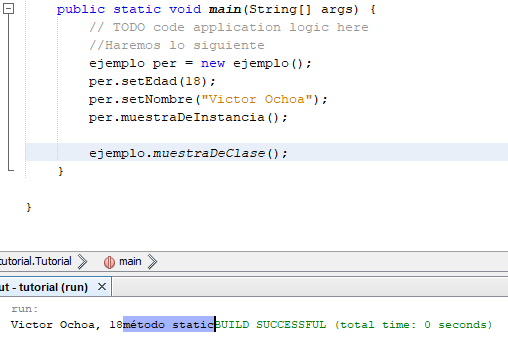 public static void main(String[] args) {
// TODO code application logic here
//Haremos lo siguiente
ejemplo per = new ejemplo();
per.setEdad(18);
per.setNombre("Victor Ochoa");
per.muestraDeInstancia();
ejemplo.muestraDeClase();
}
}
tutorial.Tutorial main
ut - tutorial (run) ×
run:
Victor Ochoa, 18método staticBUILD SUCCESSFUL (total time: 0 seconds)